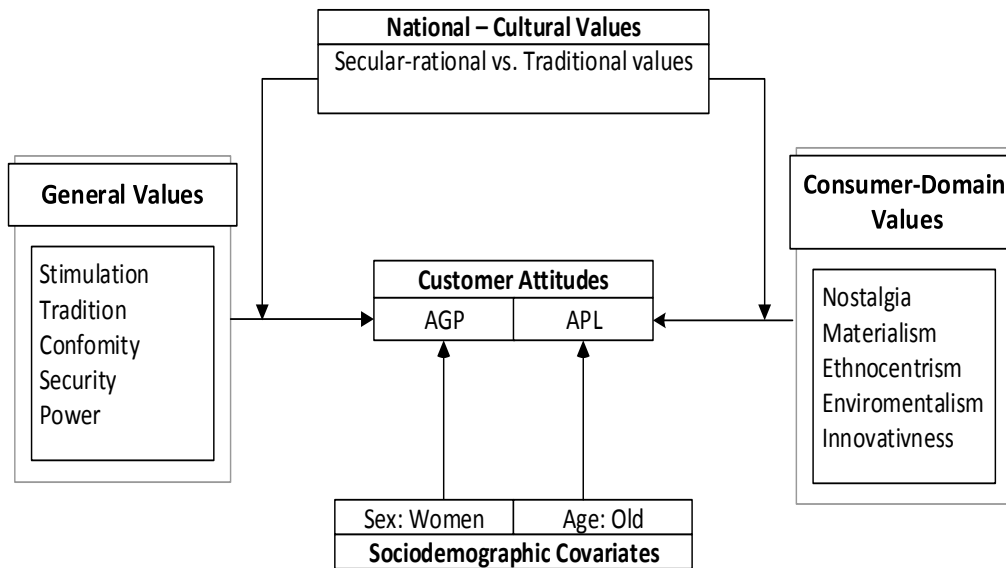 National – Cultural Values
Secular-rational vs. Traditional values
General Values
Stimulation
Tradition
Confomity
Security
Power
Customer Attitudes
AGP
APL
Consumer-Domain
Values
Nostalgia
Materialism
Ethnocentrism
Enviromentalism
Innovativness
Sex: Women
Age: Old
Sociodemographic Covariates